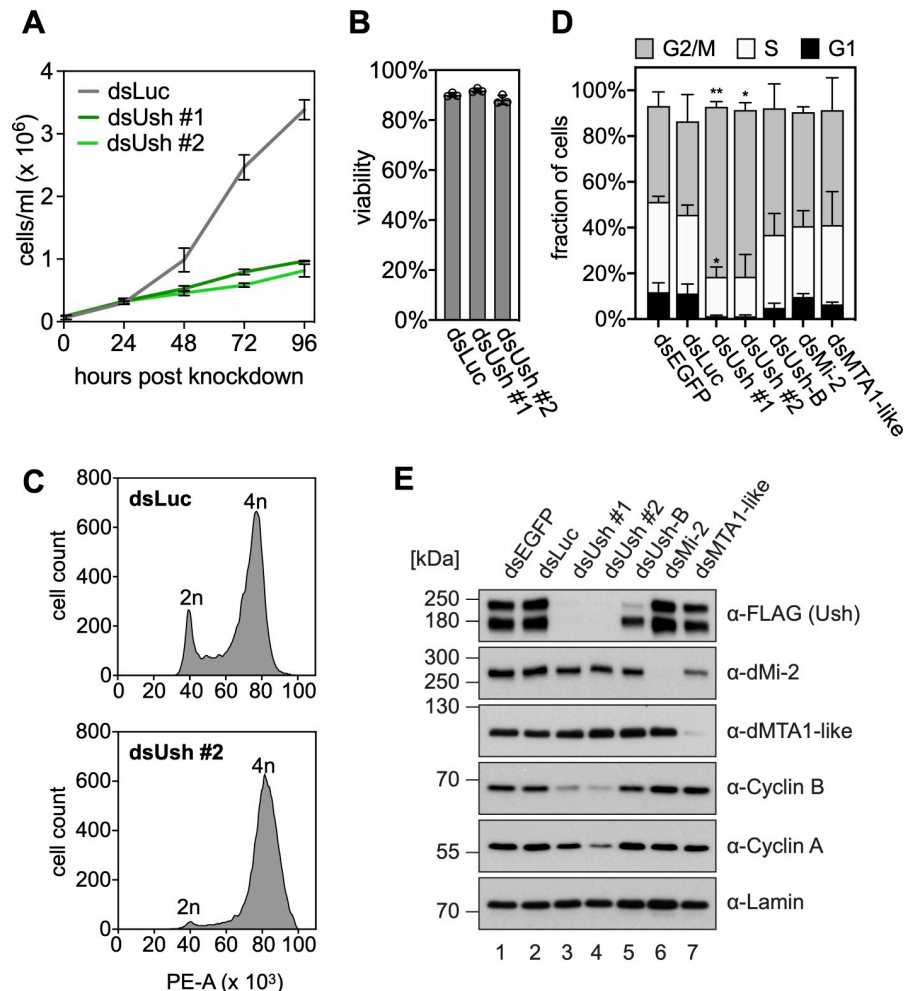 A
4
3
2
1
0
cells/ml (x 10⁶)
dsLuc
dsUsh #1
dsUsh #2
0 24 48 72 96
hours post knockdown
B
100%
80%
60%
40%
20%
0%
viability
dsLuc
dsUsh #1
dsUsh #2
D
G2/M S G1
100%
80%
60%
40%
20%
0%
fraction of cells
** *
*
dsEGFP
dsLuc
dsUsh #1
dsUsh #2
dsUsh-B
dsMi-2
dsMTA1-like
C
800
600
400
200
0
cell count
dsLuc
2n
4n
0 20 40 60 80 100
800
600
400
200
0
cell count
dsUsh #2
2n
4n
0 20 40 60 80 100
PE-A (x 10³)
E
[kDa]
dsEGFP
dsLuc
dsUsh #1
dsUsh #2
dsUsh-B
dsMi-2
dsMTA1-like
250
180
α-FLAG (Ush)
300
250
α-dMi-2
130
α-dMTA1-like
70
α-Cyclin B
55
α-Cyclin A
70
α-Lamin
1 2 3 4 5 6 7